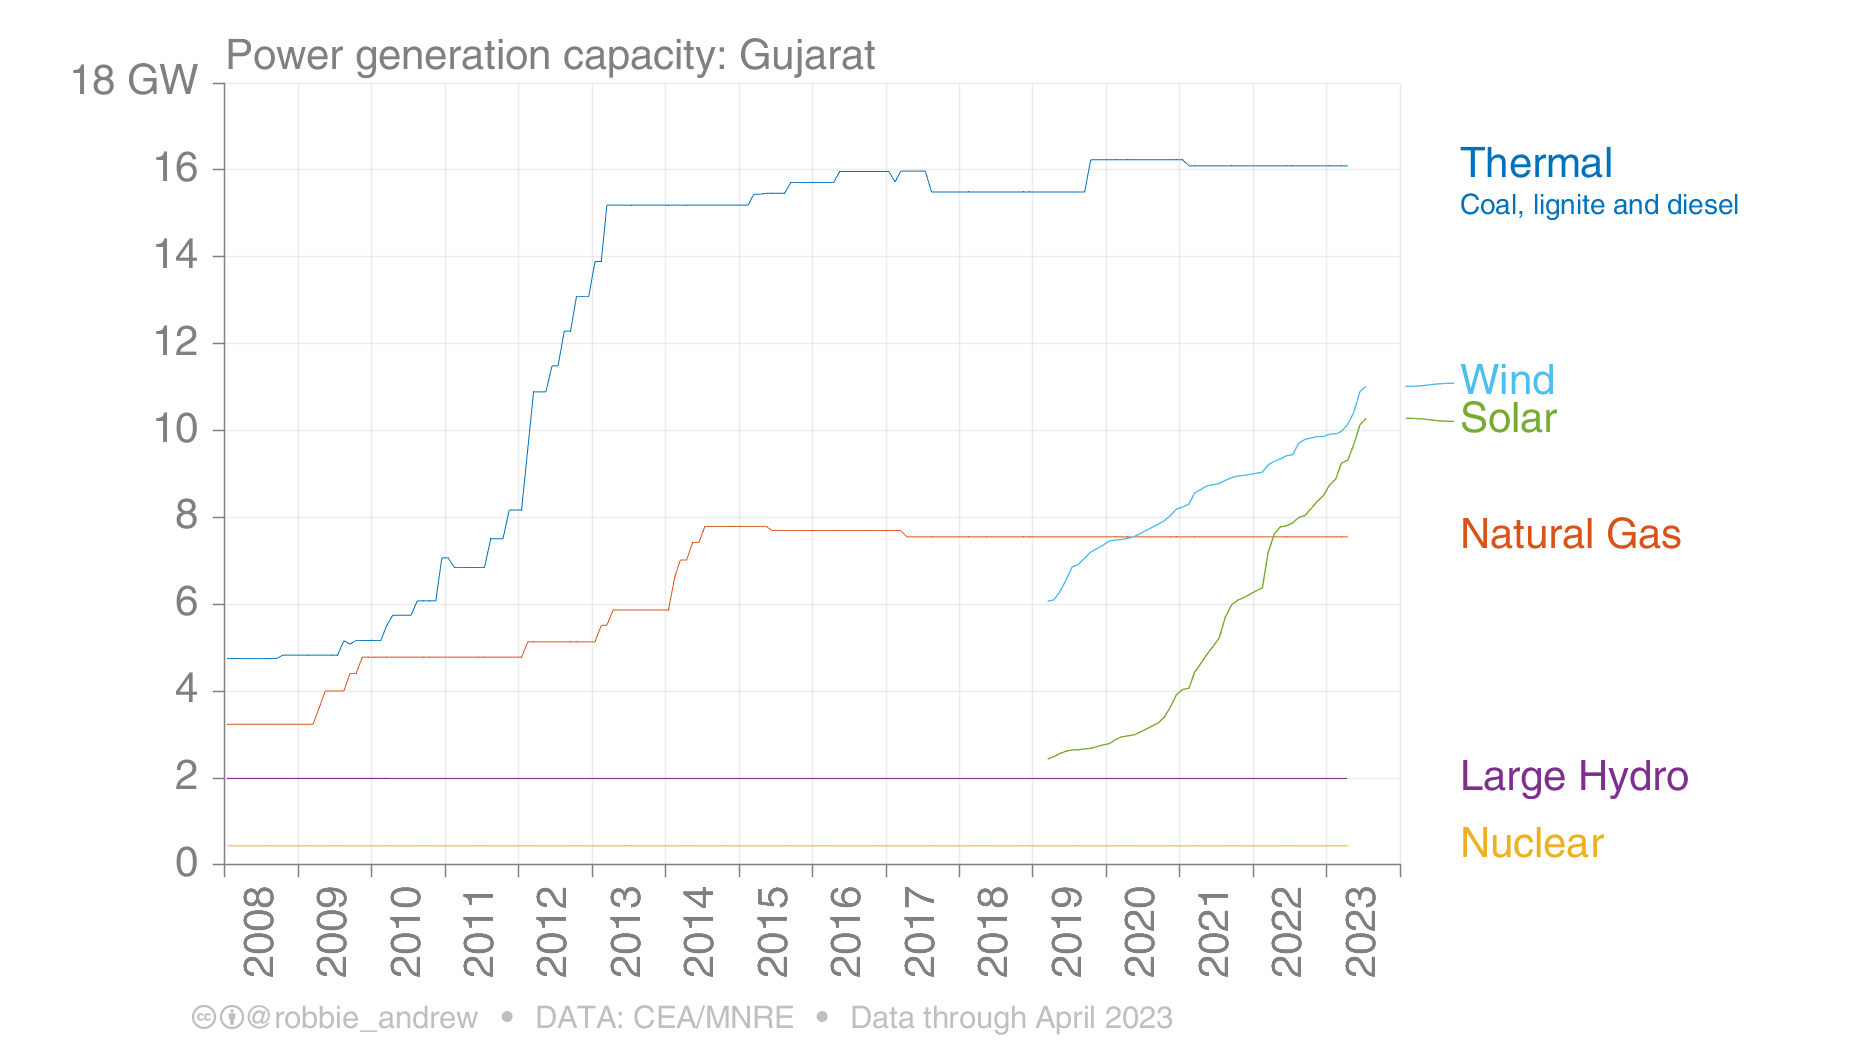 Power generation capacity: Gujarat
18 GW
16
14
12
10
8
6
4
2
0
Thermal
Coal, lignite and diesel
Wind
Solar
Natural Gas
Large Hydro
Nuclear
2008 2009 2010 2011 2012 2013 2014 2015 2016 2017 2018 2019 2020 2021 2022 2023
@robbie_andrew • DATA: CEA/MNRE • Data through April 2023